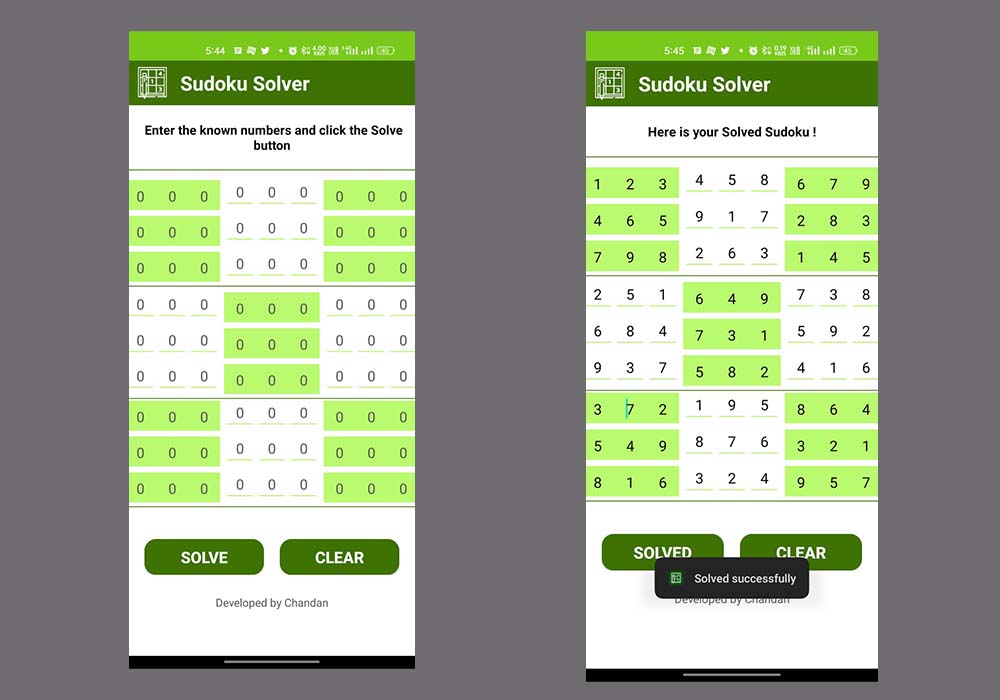 5:44 4.00 KB/S 45
Sudoku Solver
Enter the known numbers and click the Solve
button
0 0 0 0 0 0 0 0 0
0 0 0 0 0 0 0 0 0
0 0 0 0 0 0 0 0 0
0 0 0 0 0 0 0 0 0
0 0 0 0 0 0 0 0 0
0 0 0 0 0 0 0 0 0
0 0 0 0 0 0 0 0 0
0 0 0 0 0 0 0 0 0
0 0 0 0 0 0 0 0 0
SOLVE CLEAR
Developed by Chandan
5:45 0.19 KB/S 45
Sudoku Solver
Here is your Solved Sudoku !
1 2 3 4 5 8 6 7 9
4 6 5 9 1 7 2 8 3
7 9 8 2 6 3 1 4 5
2 5 1 6 4 9 7 3 8
6 8 4 7 3 1 5 9 2
9 3 7 5 8 2 4 1 6
3 7 2 1 9 5 8 6 4
5 4 9 8 7 6 3 2 1
8 1 6 3 2 4 9 5 7
SOLVED CLEAR
Solved successfully
Developed by Chandan